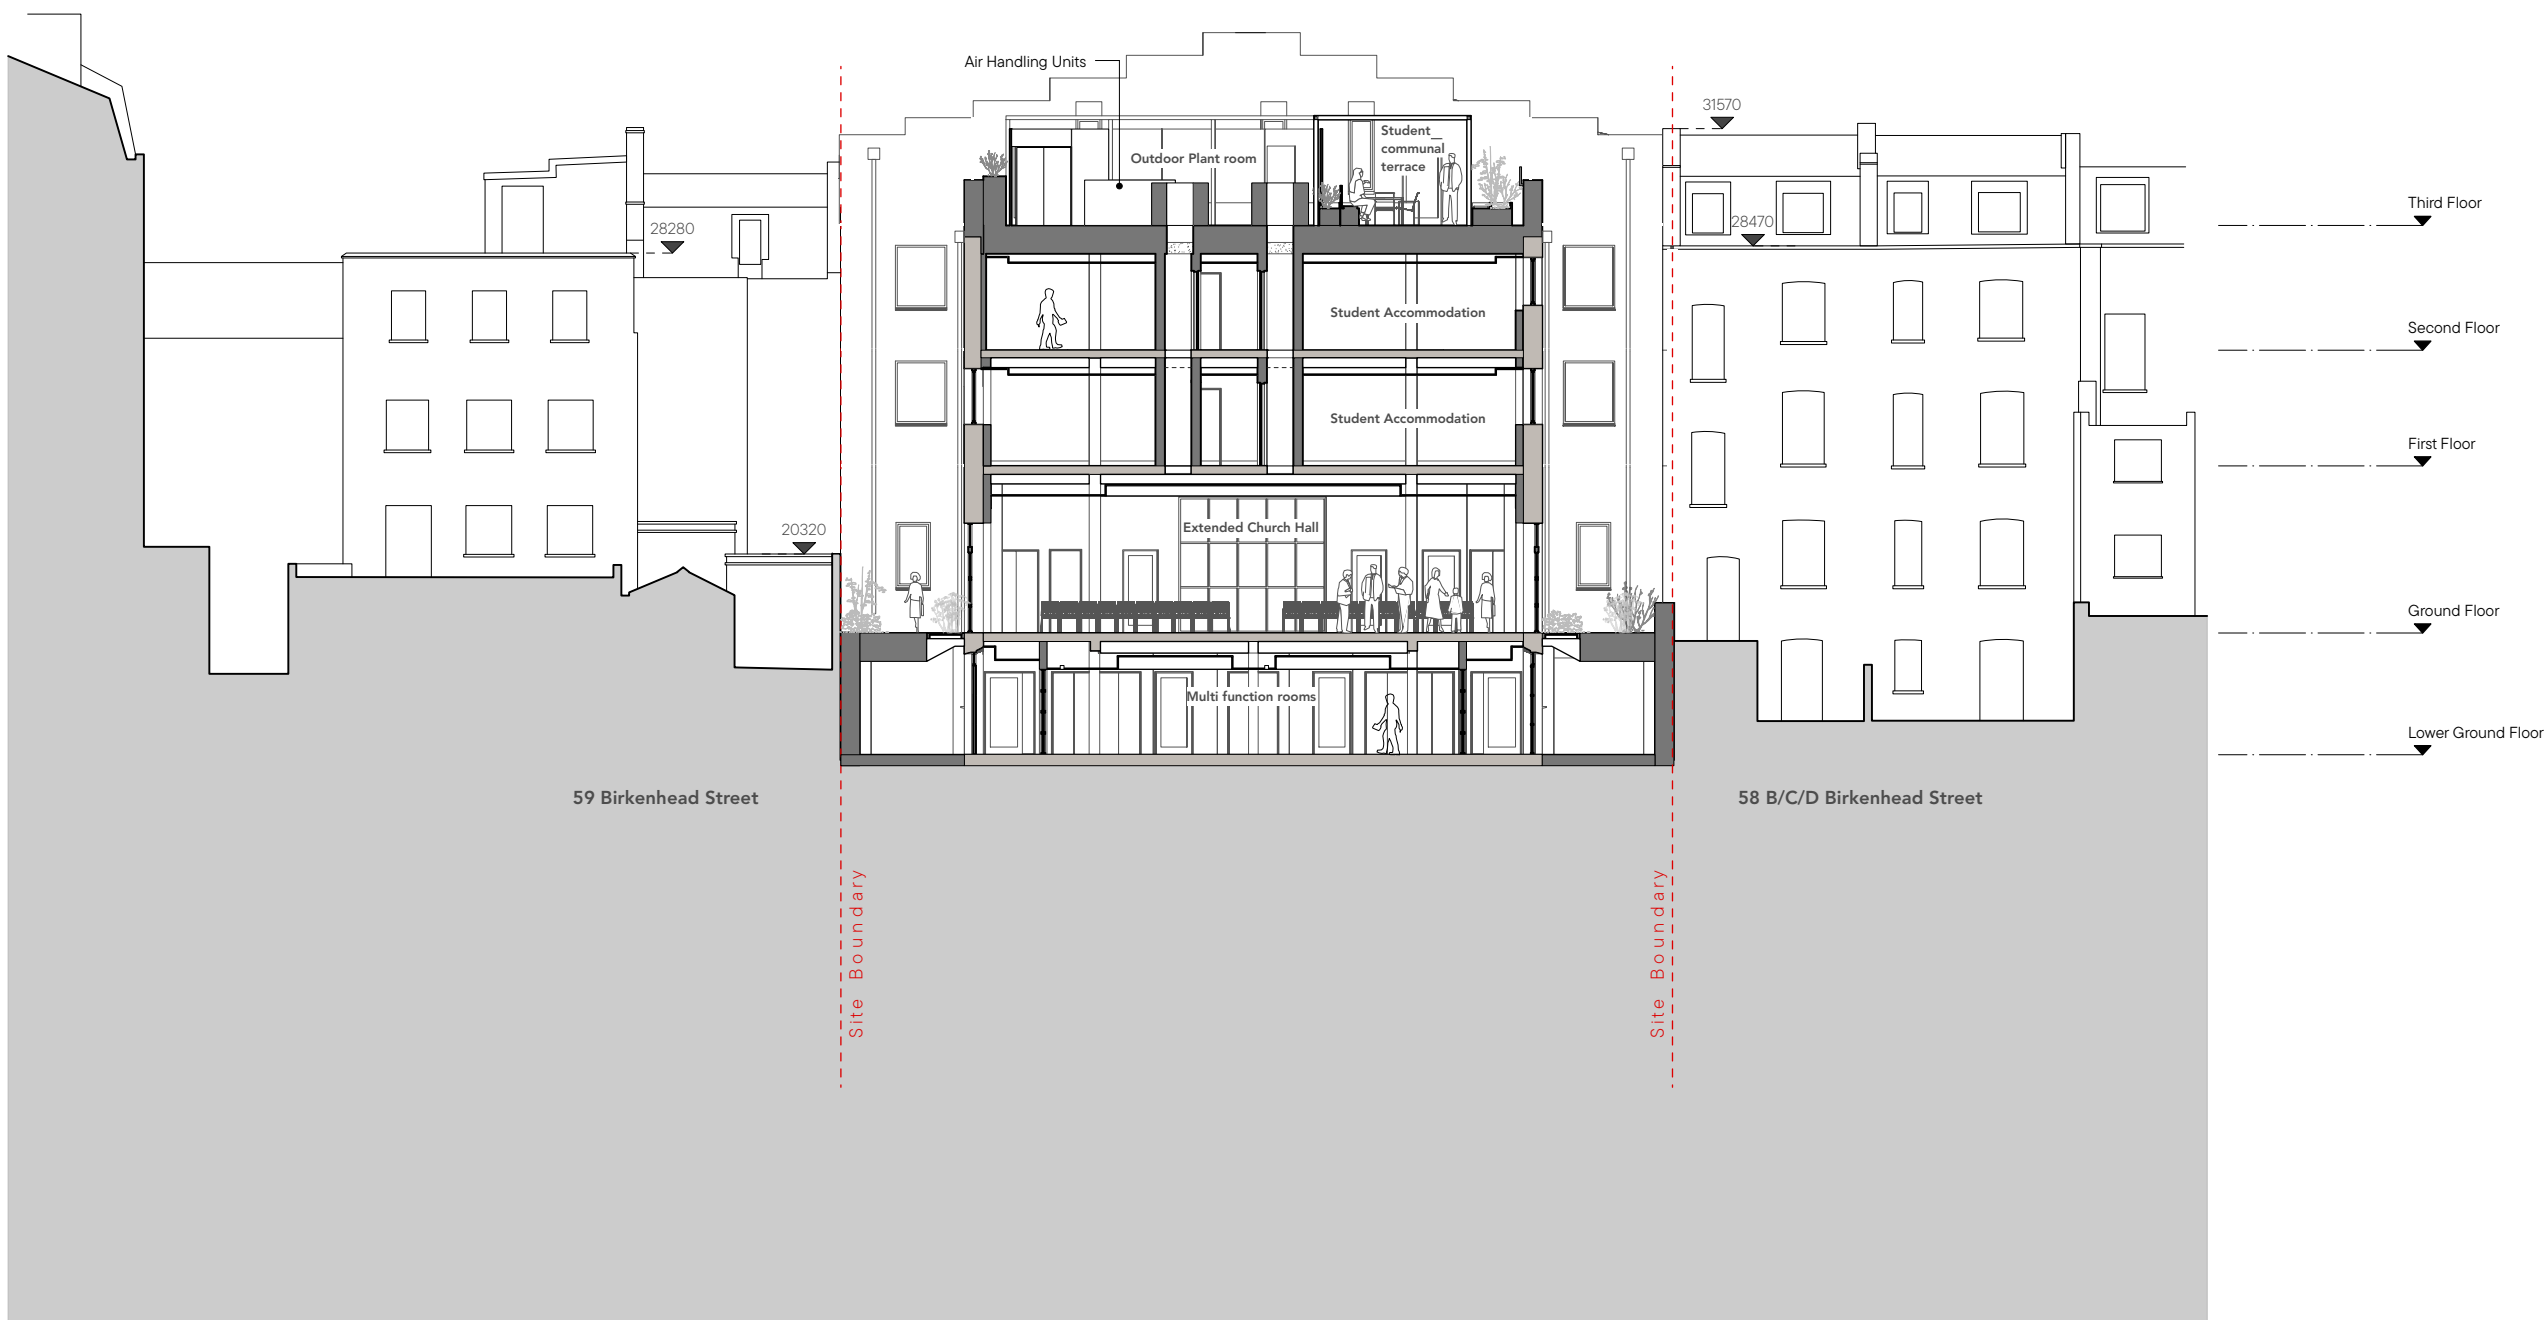 Air Handling Units
31570
Student
communal
terrace
Outdoor Plant room
Third Floor
28280
28470
Student Accommodation
Second Floor
Student Accommodation
First Floor
20320
Extended Church Hall
Ground Floor
Multi function rooms
Lower Ground Floor
59 Birkenhead Street
58 B/C/D Birkenhead Street
Site Boundary
Site Boundary